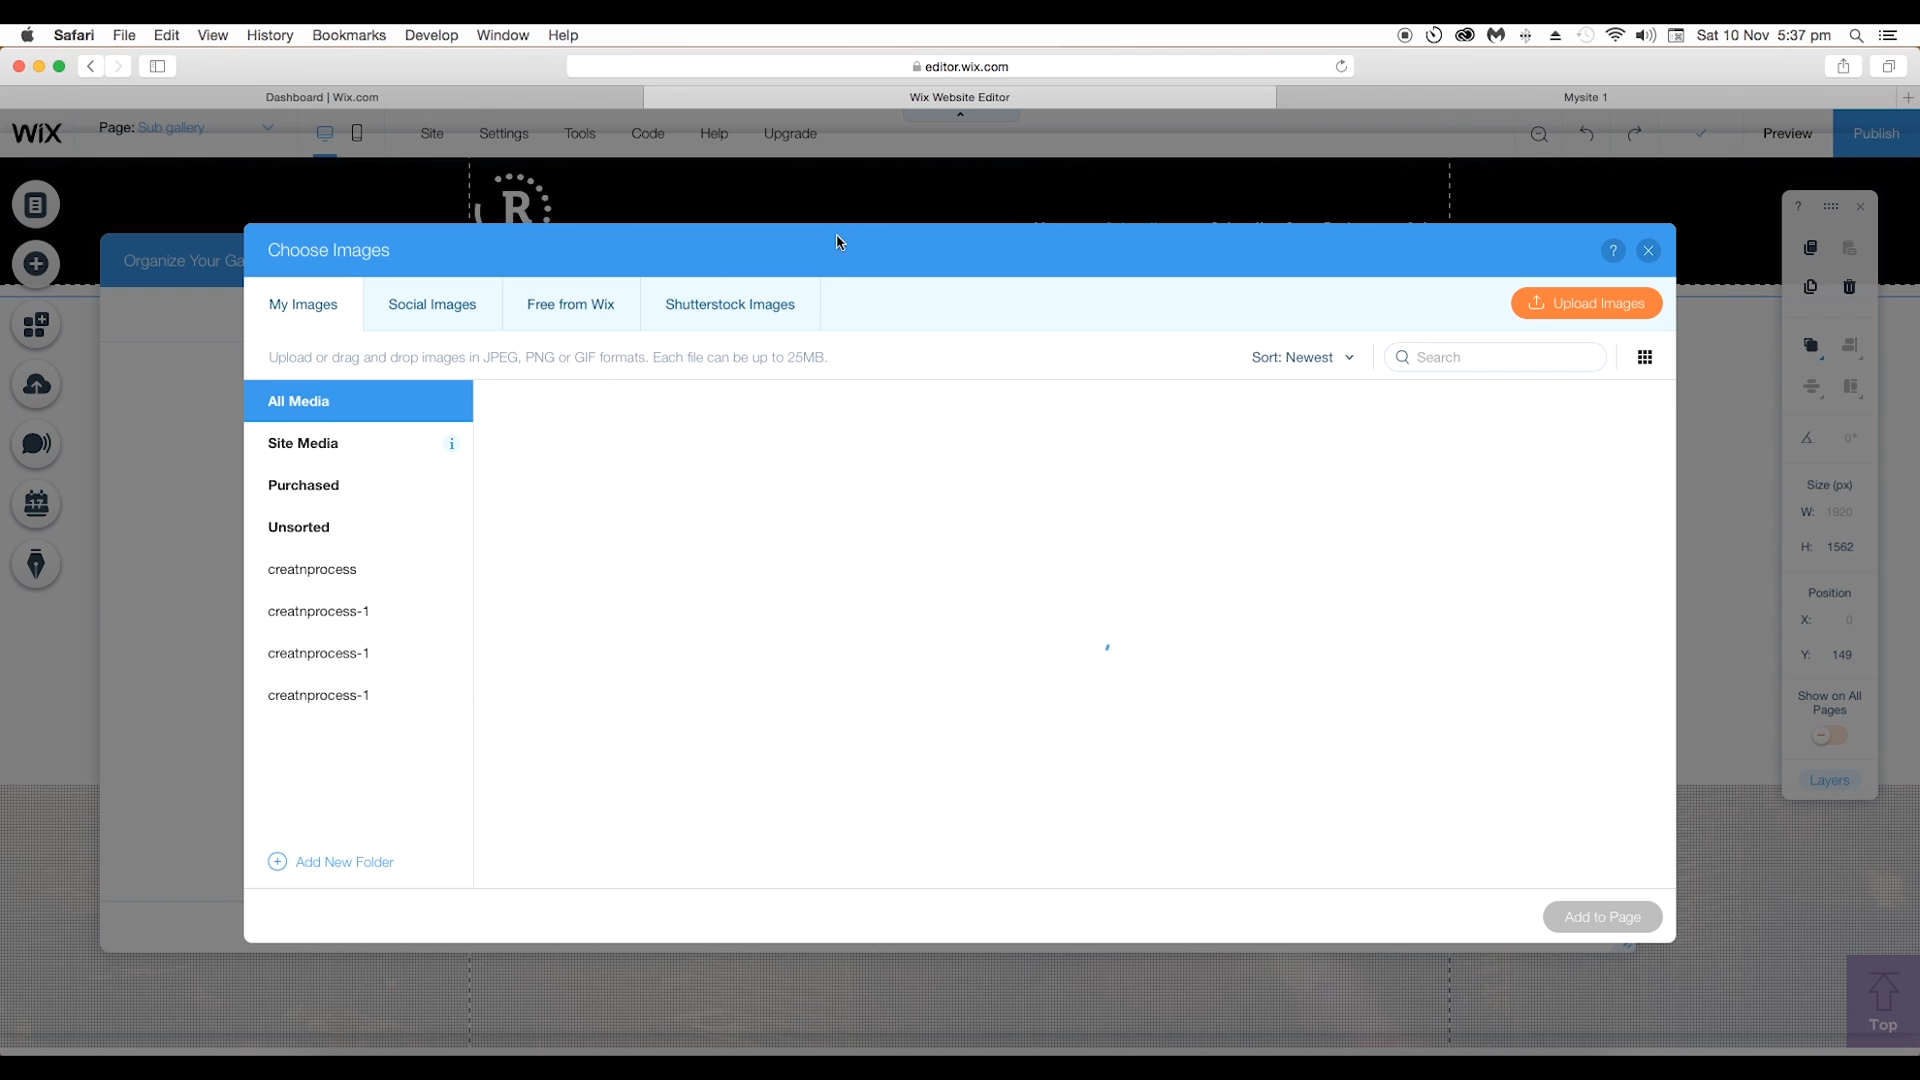 Safari File Edit View History Bookmarks Develop Window Help
Sat 10 Nov 5:37 pm
editor.wix.com
Dashboard | Wix.com
Wix Website Editor
Mysite 1
WiX
Page: Sub gallery
Site Settings Tools Code Help Upgrade
Preview
Publish
R
Organize Your Ga
Choose Images
?
My Images
Social Images
Free from Wix
Shutterstock Images
Upload Images
Upload or drag and drop images in JPEG, PNG or GIF formats. Each file can be up to 25MB.
Sort: Newest
Search
All Media
Site Media
i
Purchased
Unsorted
creatnprocess
creatnprocess-1
creatnprocess-1
creatnprocess-1
Add New Folder
Add to Page
17
?
0°
Size (px)
W: 1920
H: 1562
Position
X: 0
Y: 149
Show on All
Pages
Layers
Top